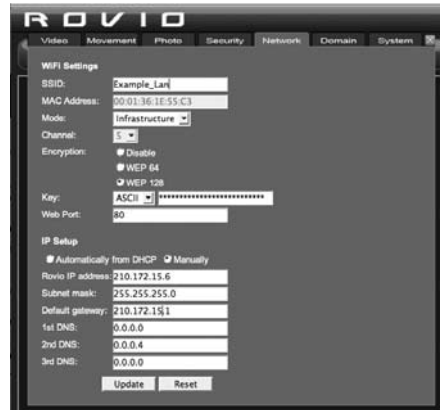 ROVIO
Video Movement Photo Security Network Domain System
WiFi Settings
SSID: Example_Lan
MAC Address: 00:01:36:1E:55:C3
Mode: Infrastructure
Channel: 5
Encryption: Disable
WEP 64
WEP 128
Key: ASCII **************************
Web Port: 80
IP Setup
Automatically from DHCP Manually
Rovio IP address: 210.172.15.6
Subnet mask: 255.255.255.0
Default gateway: 210.172.15.1
1st DNS: 0.0.0.0
2nd DNS: 0.0.0.4
3rd DNS: 0.0.0.0
Update Reset